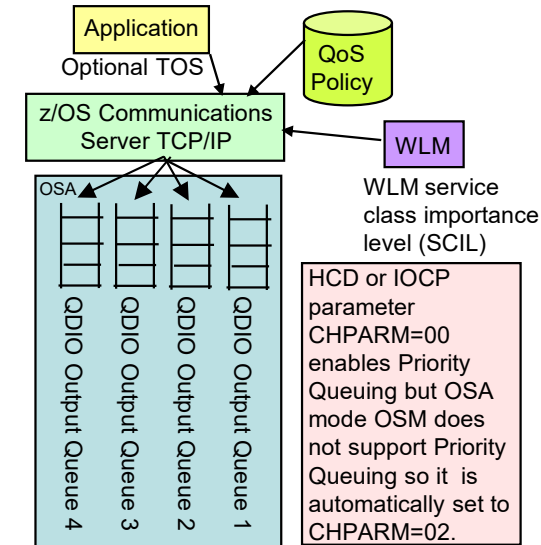 Application
Optional TOS
QoS
Policy
z/OS Communications
Server TCP/IP
WLM
WLM service
class importance
level (SCIL)
OSA
QDIO Output Queue 4
QDIO Output Queue 3
QDIO Output Queue 2
QDIO Output Queue 1
HCD or IOCP
parameter
CHPARM=00
enables Priority
Queuing but OSA
mode OSM does
not support Priority
Queuing so it is
automatically set to
CHPARM=02.